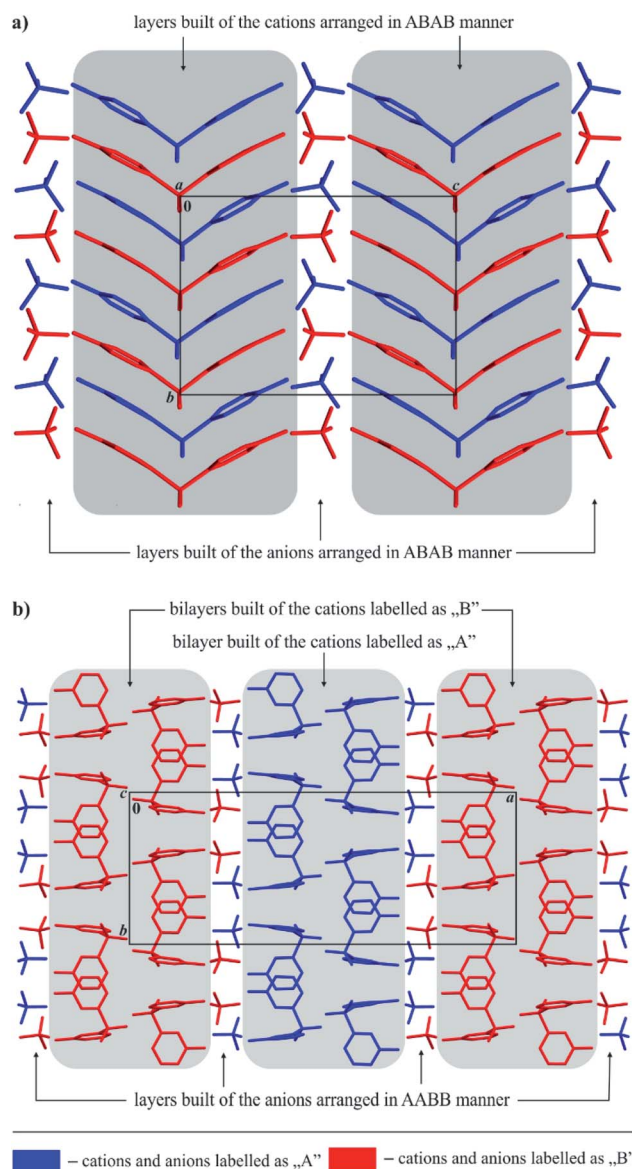 a)
layers built of the cations arranged in ABAB manner
a
c
0
b
layers built of the anions arranged in ABAB manner
b)
bilayers built of the cations labelled as „B”
bilayer built of the cations labelled as „A”
c
a
0
b
layers built of the anions arranged in AABB manner
– cations and anions labelled as „A” – cations and anions labelled as „B”